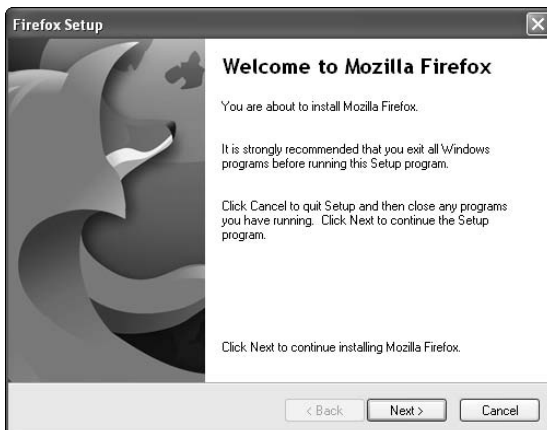 Firefox Setup
Welcome to Mozilla Firefox
You are about to install Mozilla Firefox.
It is strongly recommended that you exit all Windows
programs before running this Setup program.
Click Cancel to quit Setup and then close any programs
you have running. Click Next to continue the Setup
program.
Click Next to continue installing Mozilla Firefox.
< Back Next > Cancel